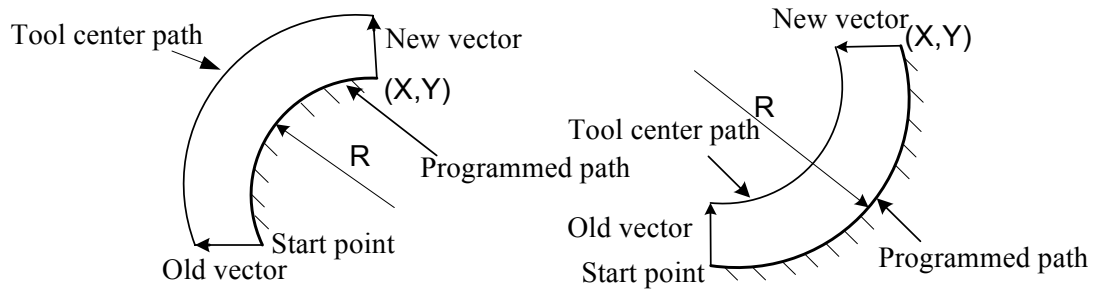 Tool center path
New vector
(X,Y)
R
Programmed path
Start point
Old vector
New vector
(X,Y)
R
Tool center path
Old vector
Start point
Programmed path